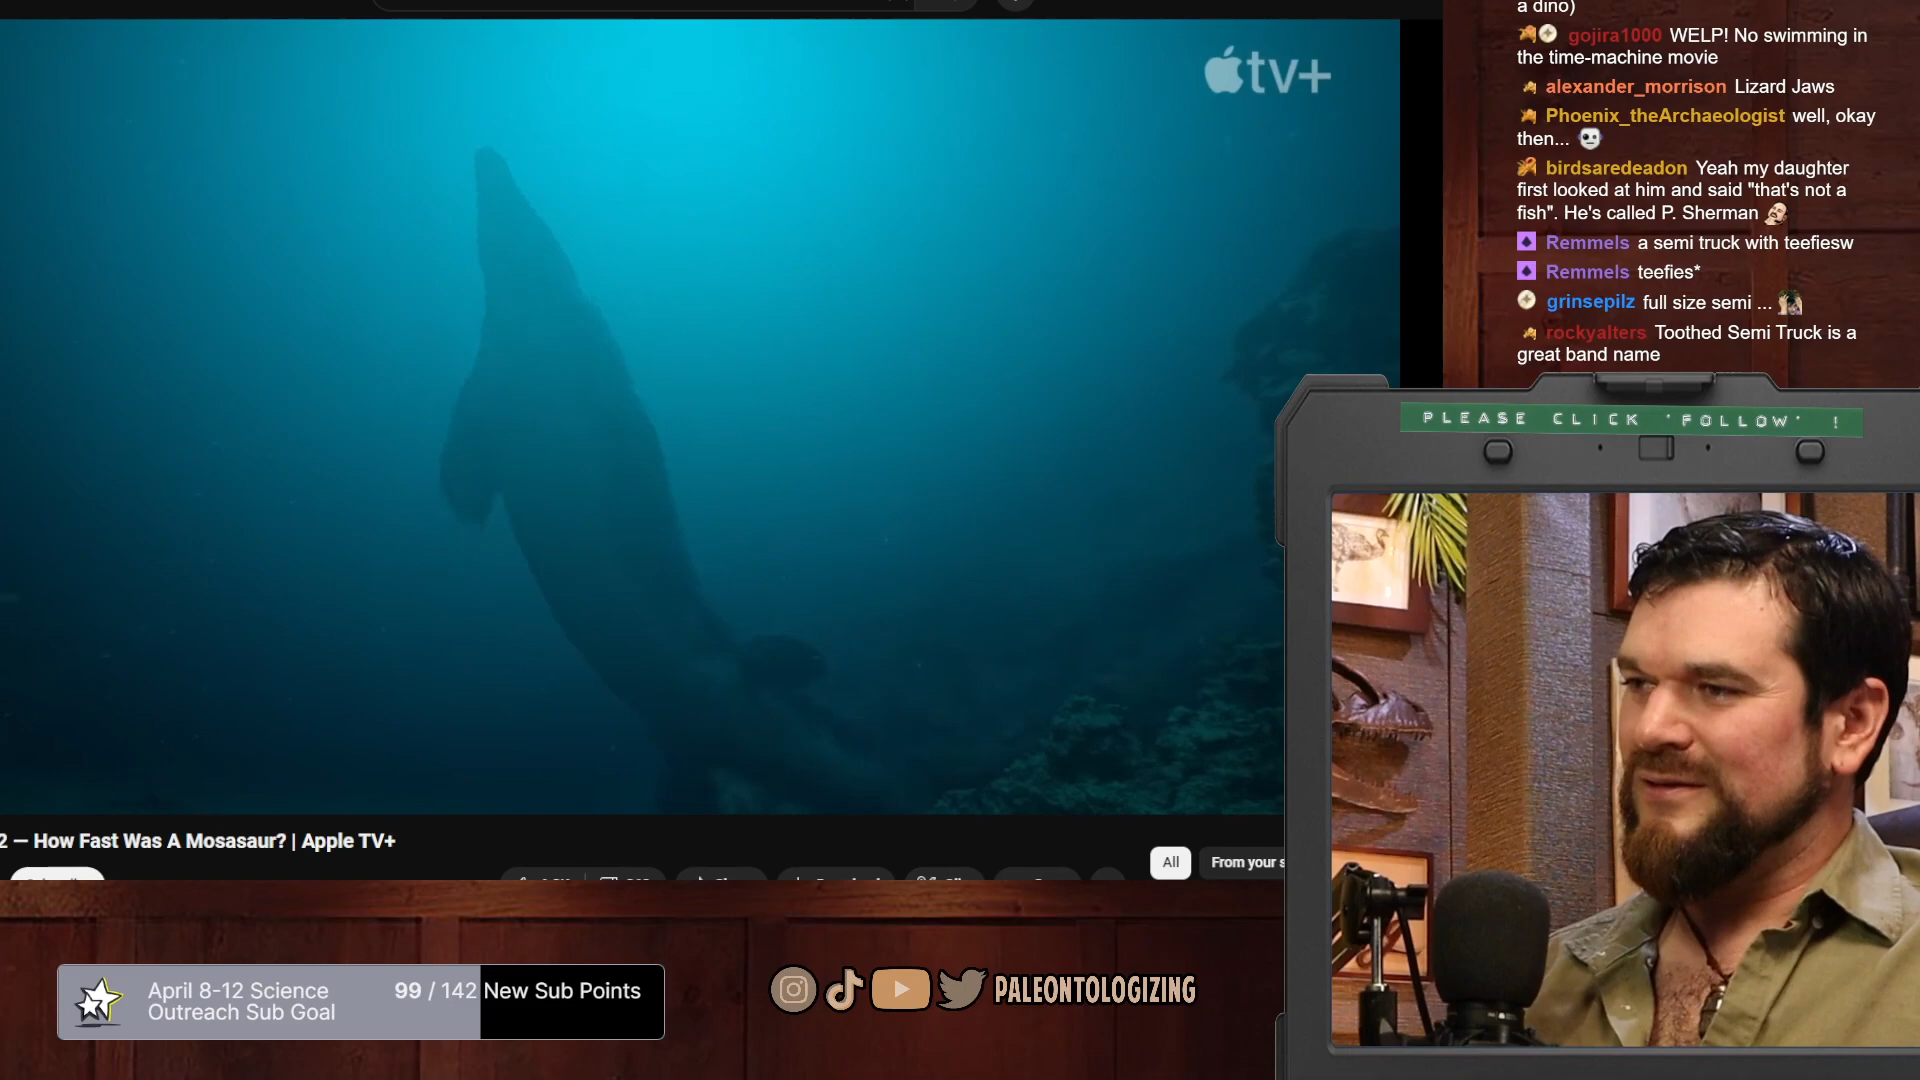 a dino)
gojira1000 WELP! No swimming in
the time-machine movie
alexander_morrison Lizard Jaws
Phoenix_theArchaeologist well, okay
then...
birdsaredeadon Yeah my daughter
first looked at him and said "that's not a
fish". He's called P. Sherman
Remmels a semi truck with teefiesw
Remmels teefies*
grinsepilz full size semi ...
rockyalters Toothed Semi Truck is a
great band name
tv+
PLEASE CLICK "FOLLOW" !
2 — How Fast Was A Mosasaur? | Apple TV+
All
From your s
April 8-12 Science
Outreach Sub Goal
99 / 142 New Sub Points
PALEONTOLOGIZING